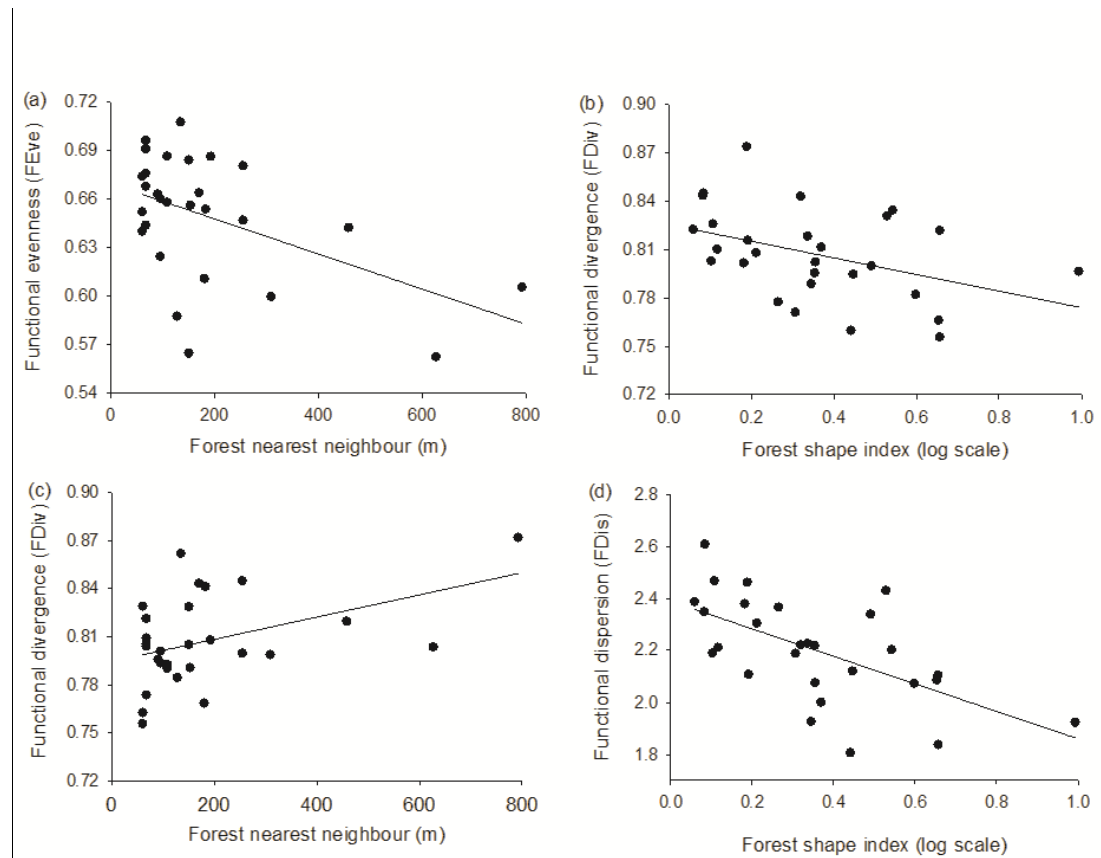 (a)
Functional evenness (FEve)
0.72
0.69
0.66
0.63
0.60
0.57
0.54
0 200 400 600 800
Forest nearest neighbour (m)
(b)
Functional divergence (FDiv)
0.90
0.87
0.84
0.81
0.78
0.75
0.72
0.0 0.2 0.4 0.6 0.8 1.0
Forest shape index (log scale)
(c)
Functional divergence (FDiv)
0.90
0.87
0.84
0.81
0.78
0.75
0.72
0 200 400 600 800
Forest nearest neighbour (m)
(d)
Functional dispersion (FDis)
2.8
2.6
2.4
2.2
2.0
1.8
0.0 0.2 0.4 0.6 0.8 1.0
Forest shape index (log scale)